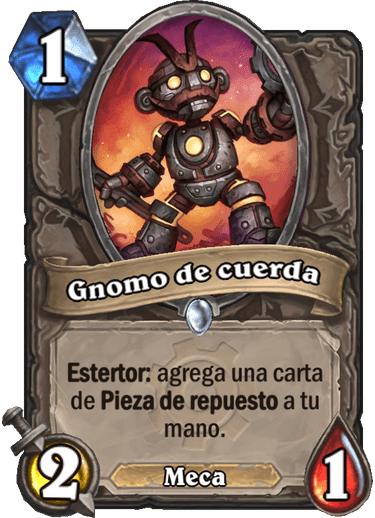 1
Gnomo de cuerda
Estertor: agrega una carta
de Pieza de repuesto a tu
mano.
2
Meca
1